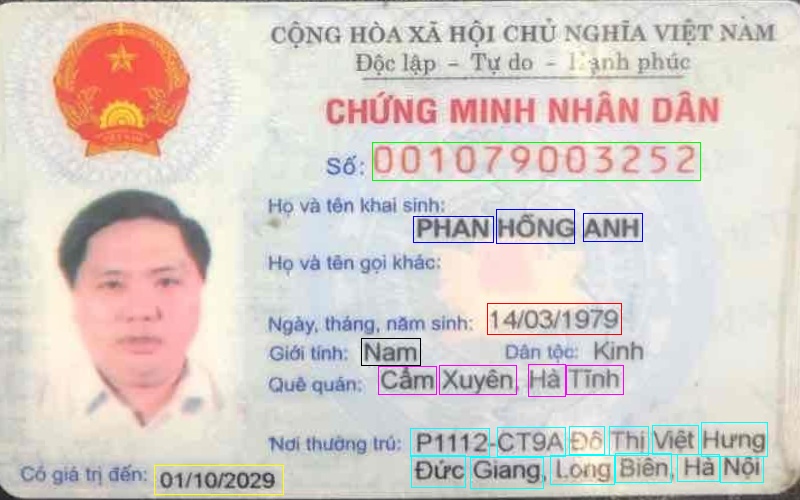 CỘNG HÒA XÃ HỘI CHỦ NGHĨA VIỆT NAM
Độc lập - Tự do - Hạnh phúc
CHỨNG MINH NHÂN DÂN
Số: 001079003252
Họ và tên khai sinh:
PHAN HỒNG ANH
Họ và tên gọi khác:
Ngày, tháng, năm sinh: 14/03/1979
Giới tính: Nam Dân tộc: Kinh
Quê quán: Cẩm Xuyên, Hà Tĩnh
Nơi thường trú: P1112-CT9A Đô Thị Việt Hưng
Đức Giang, Long Biên, Hà Nội
Có giá trị đến: 01/10/2029